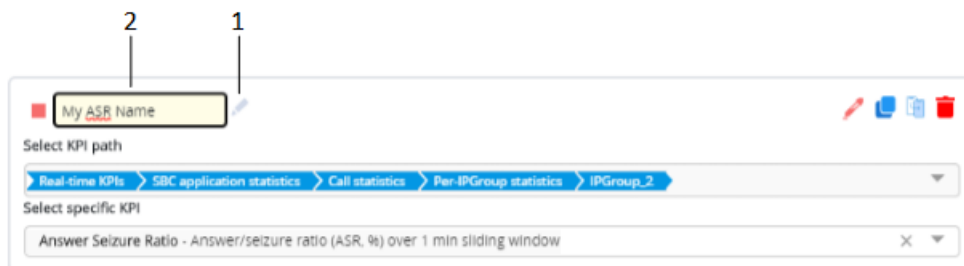 2 1
My ASR Name
Select KPI path
Real-time KPIs SBC application statistics Call statistics Per-IPGroup statistics IPGroup_2
Select specific KPI
Answer Seizure Ratio - Answer/seizure ratio (ASR, %) over 1 min sliding window